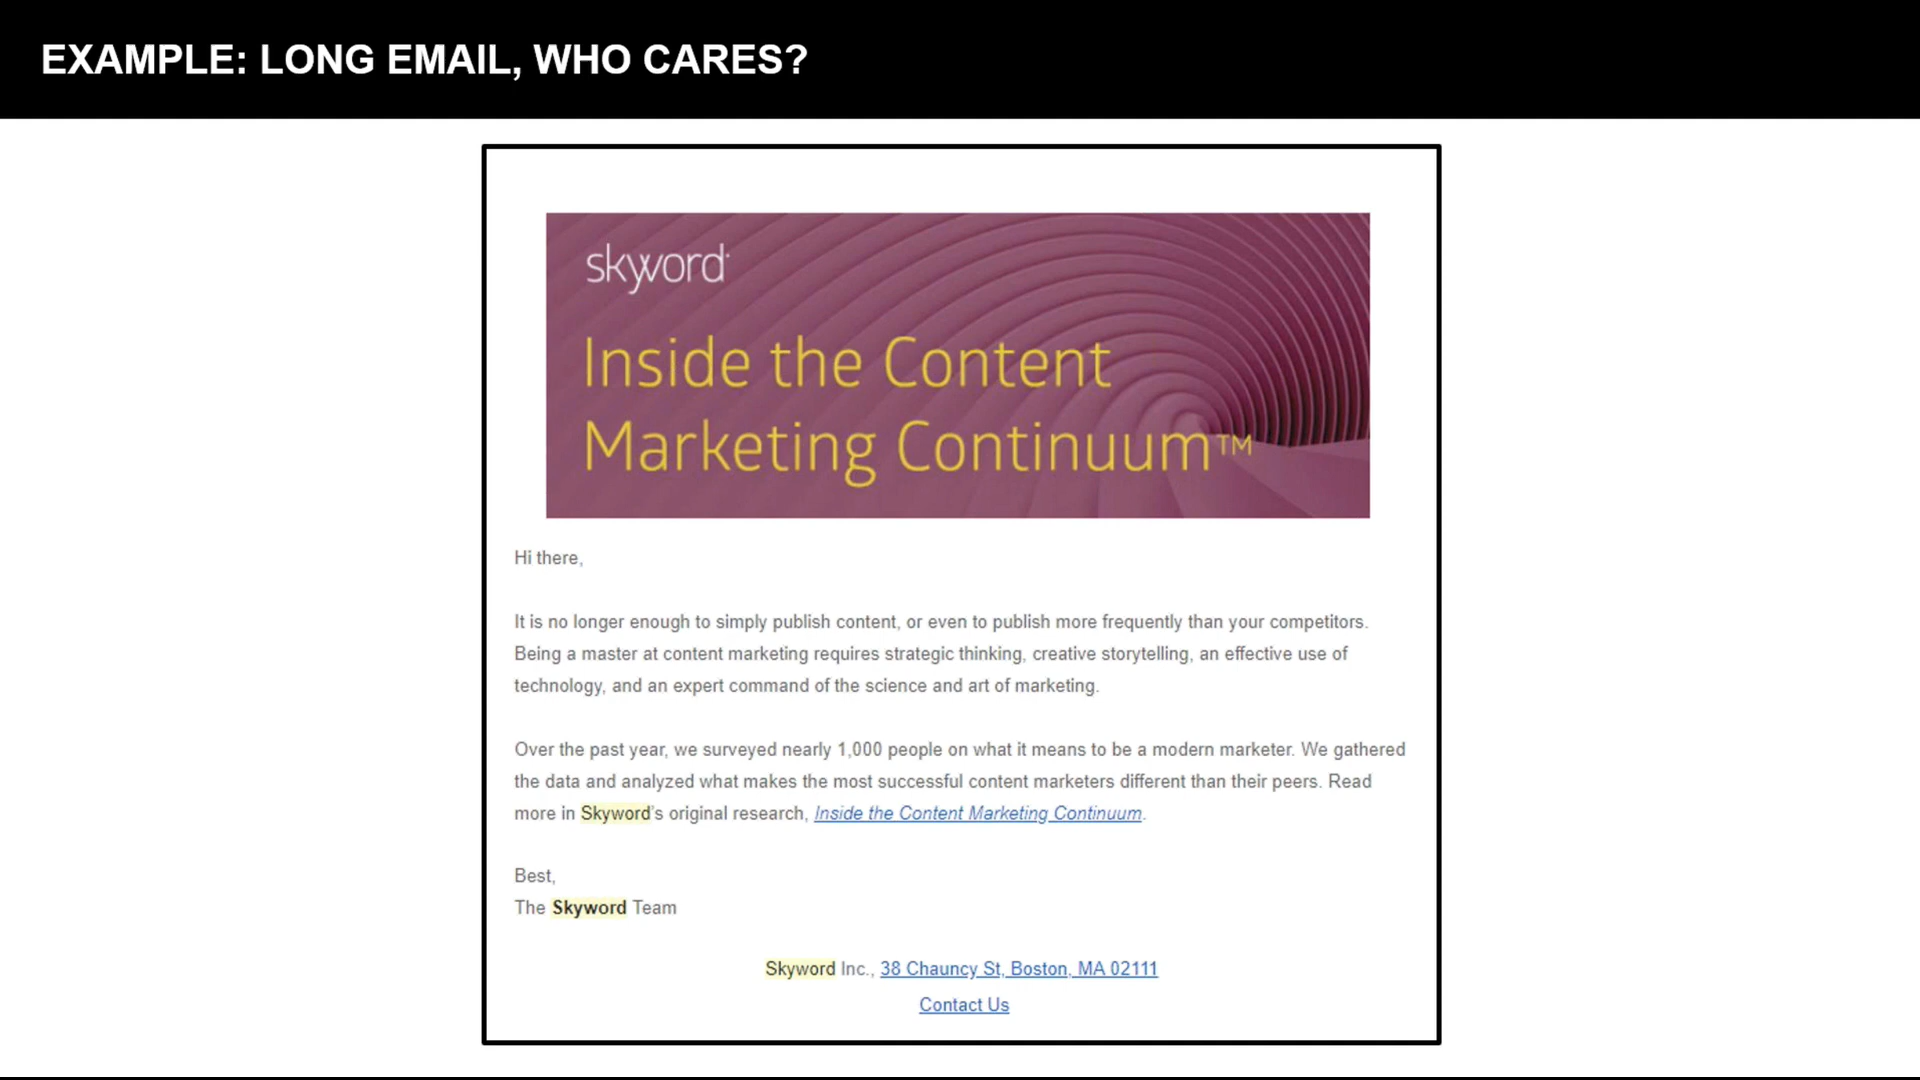 EXAMPLE: LONG EMAIL, WHO CARES?
skyword
Inside the Content
Marketing Continuum™
Hi there,
It is no longer enough to simply publish content, or even to publish more frequently than your competitors.
Being a master at content marketing requires strategic thinking, creative storytelling, an effective use of
technology, and an expert command of the science and art of marketing.
Over the past year, we surveyed nearly 1,000 people on what it means to be a modern marketer. We gathered
the data and analyzed what makes the most successful content marketers different than their peers. Read
more in Skyword's original research, Inside the Content Marketing Continuum.
Best,
The Skyword Team
Skyword Inc., 38 Chauncy St, Boston, MA 02111
Contact Us